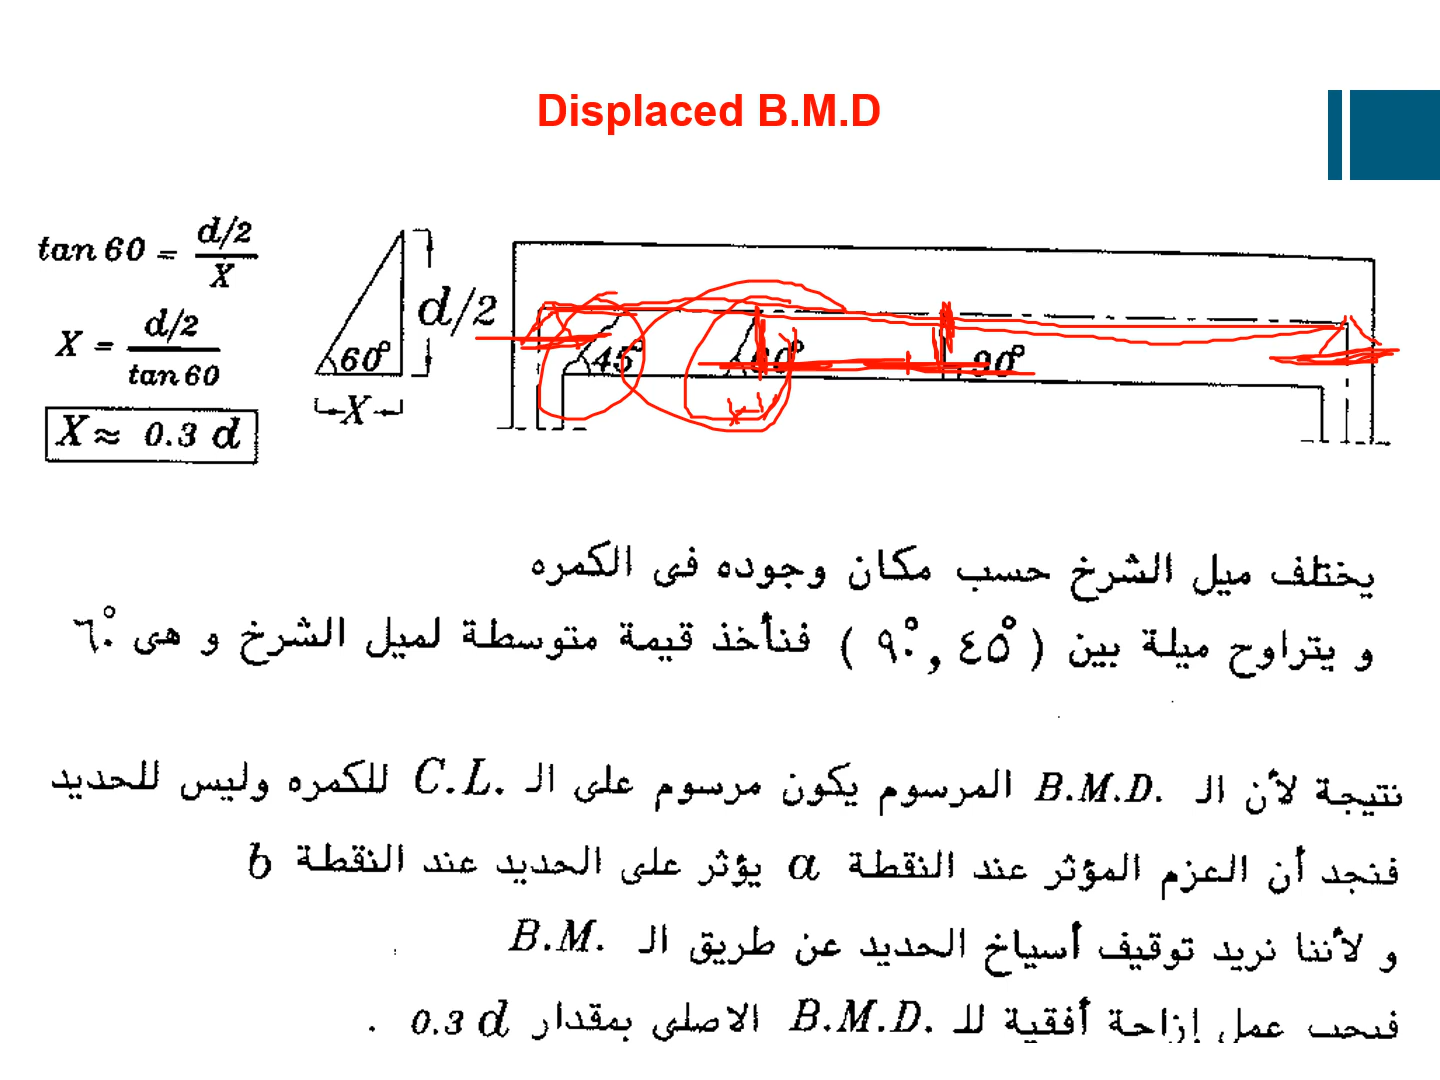 Displaced B.M.D
tan 60 = d/2 / X
X = d/2 / tan 60
X ≈ 0.3 d
60°
d/2
X
45°
60°
90°
x
يختلف ميل الشرخ حسب مكان وجوده فى الكمره
و يتراوح ميلة بين ( ٤٥° , ٩٠° ) فنأخذ قيمة متوسطة لميل الشرخ و هى ٦٠°
نتيجة لأن الـ B.M.D. المرسوم يكون مرسوم على الـ C.L. للكمره وليس للحديد
فنجد أن العزم المؤثر عند النقطة a يؤثر على الحديد عند النقطة b
و لأننا نريد توقيف أسياخ الحديد عن طريق الـ B.M.
فيجب عمل إزاحة أفقية للـ B.M.D. الاصلى بمقدار 0.3 d .